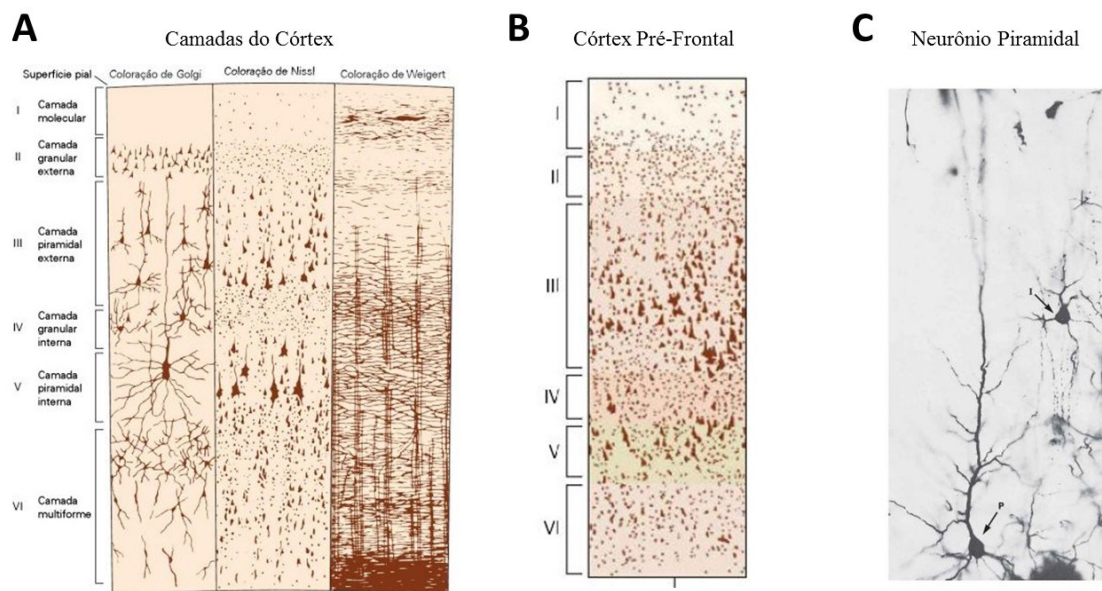 A
Camadas do Córtex
Superfície pial
Coloração de Golgi
Coloração de Nissl
Coloração de Weigert
I
Camada
molecular
II
Camada
granular
externa
III
Camada
piramidal
externa
IV
Camada
granular
interna
V
Camada
piramidal
interna
VI
Camada
multiforme
B
Córtex Pré-Frontal
I
II
III
IV
V
VI
C
Neurônio Piramidal
I
P